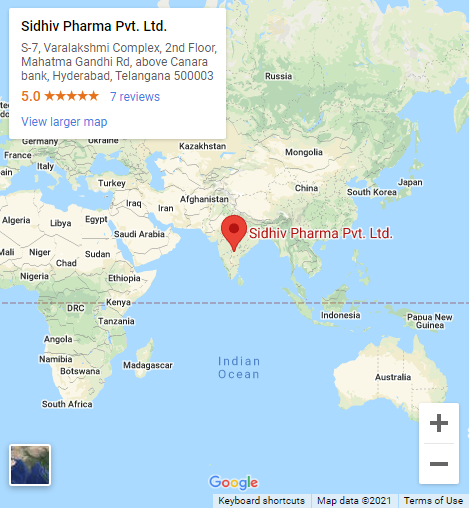 Sidhiv Pharma Pvt. Ltd.
S-7, Varalakshmi Complex, 2nd Floor,
Mahatma Gandhi Rd, above Canara
bank, Hyderabad, Telangana 500003
5.0 7 reviews
View larger map
Russia
Germany
Ukraine
France
Kazakhstan
Mongolia
Spain
Turkey
China
Japan
South Korea
Iraq
Iran
Afghanistan
Algeria
Libya
Egypt
Saudi Arabia
Sidhiv Pharma Pvt. Ltd.
Mali
Niger
Chad
Sudan
Nigeria
Ethiopia
Kenya
DRC
Tanzania
Indonesia
Papua New
Guinea
Angola
Namibia
Botswana
Madagascar
Indian
Ocean
Australia
South Africa
+
−
Google
Keyboard shortcuts
Map data ©2021
Terms of Use